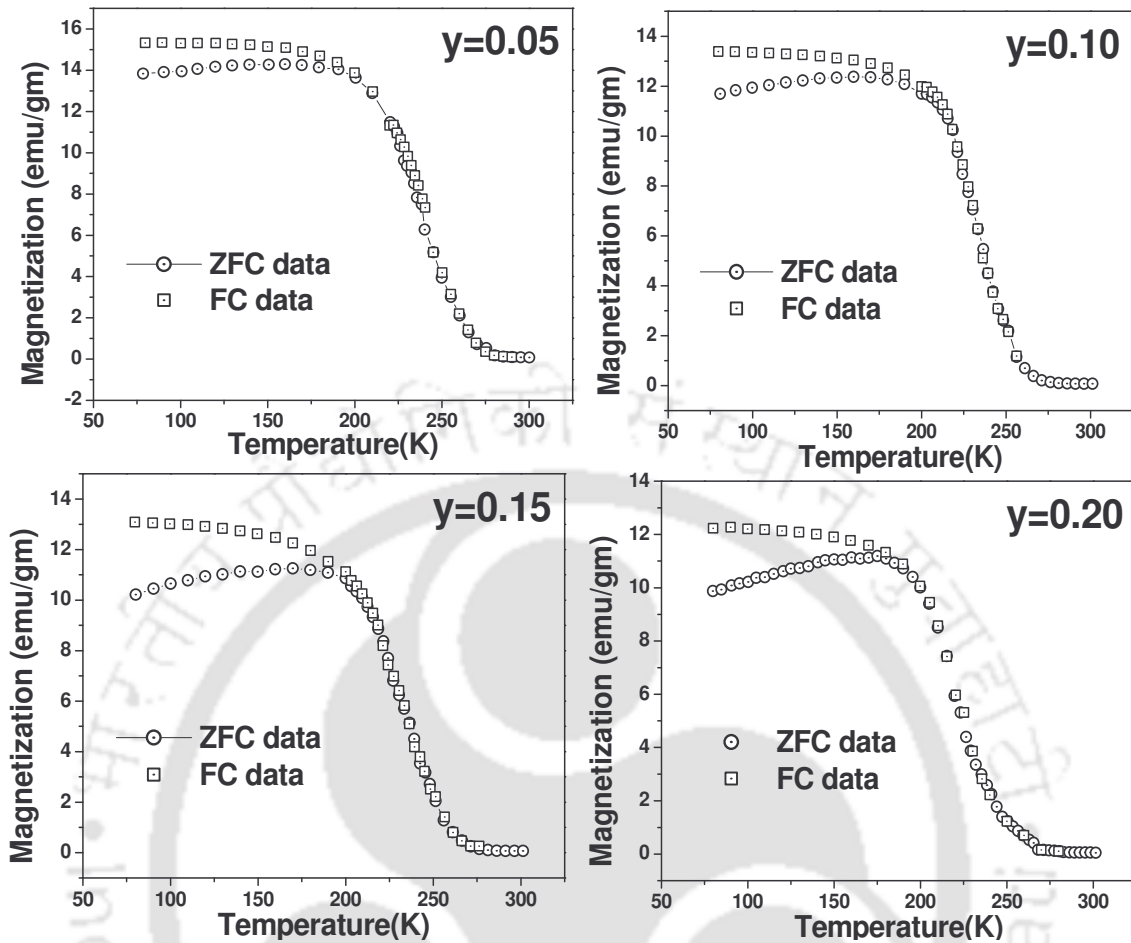 y=0.05
Magnetization (emu/gm)
16
14
12
10
8
6
4
2
0
-2
ZFC data
FC data
50 100 150 200 250 300
Temperature(K)
y=0.10
Magnetization (emu/gm)
14
12
10
8
6
4
2
0
ZFC data
FC data
50 100 150 200 250 300
Temperature(K)
y=0.15
Magnetization (emu/gm)
14
12
10
8
6
4
2
0
ZFC data
FC data
50 100 150 200 250 300
Temperature(K)
y=0.20
Magnetization (emu/gm)
14
12
10
8
6
4
2
0
ZFC data
FC data
50 100 150 200 250 300
Temperature(K)